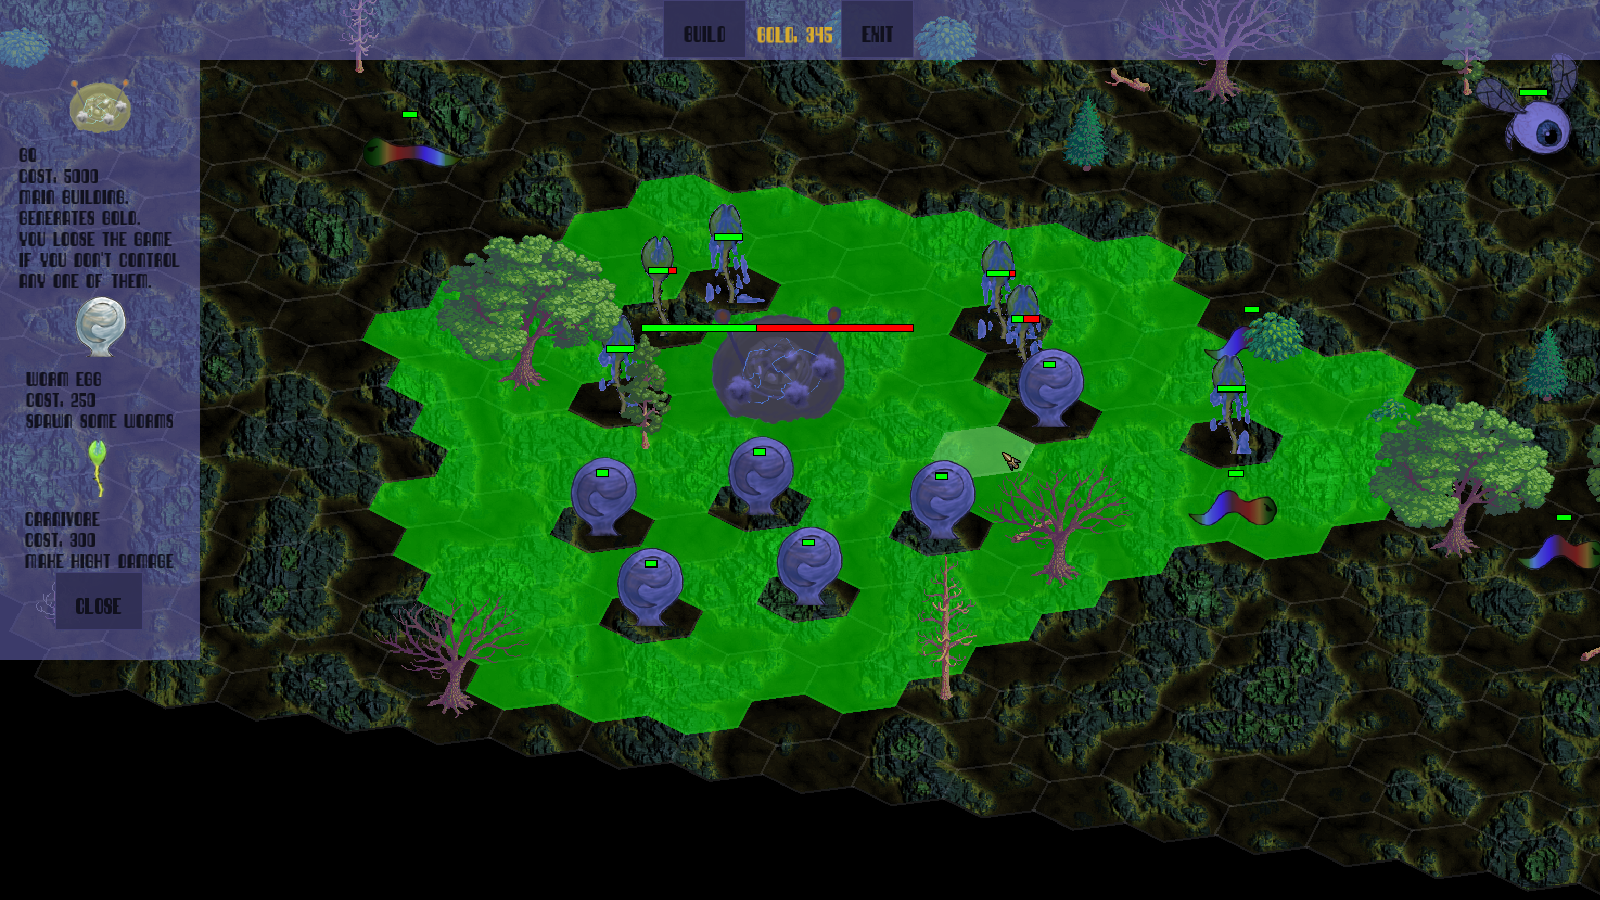 BUILD
GOLD. 345
EXIT
GO
COST. 5000
MAIN BUILDING.
GENERATES GOLD.
YOU LOOSE THE GAME
IF YOU DON'T CONTROL
ANY ONE OF THEM.
WORM EGG
COST. 250
SPAWN SOME WORMS
CARNIVORE
COST. 300
MAKE HIGHT DAMAGE
CLOSE